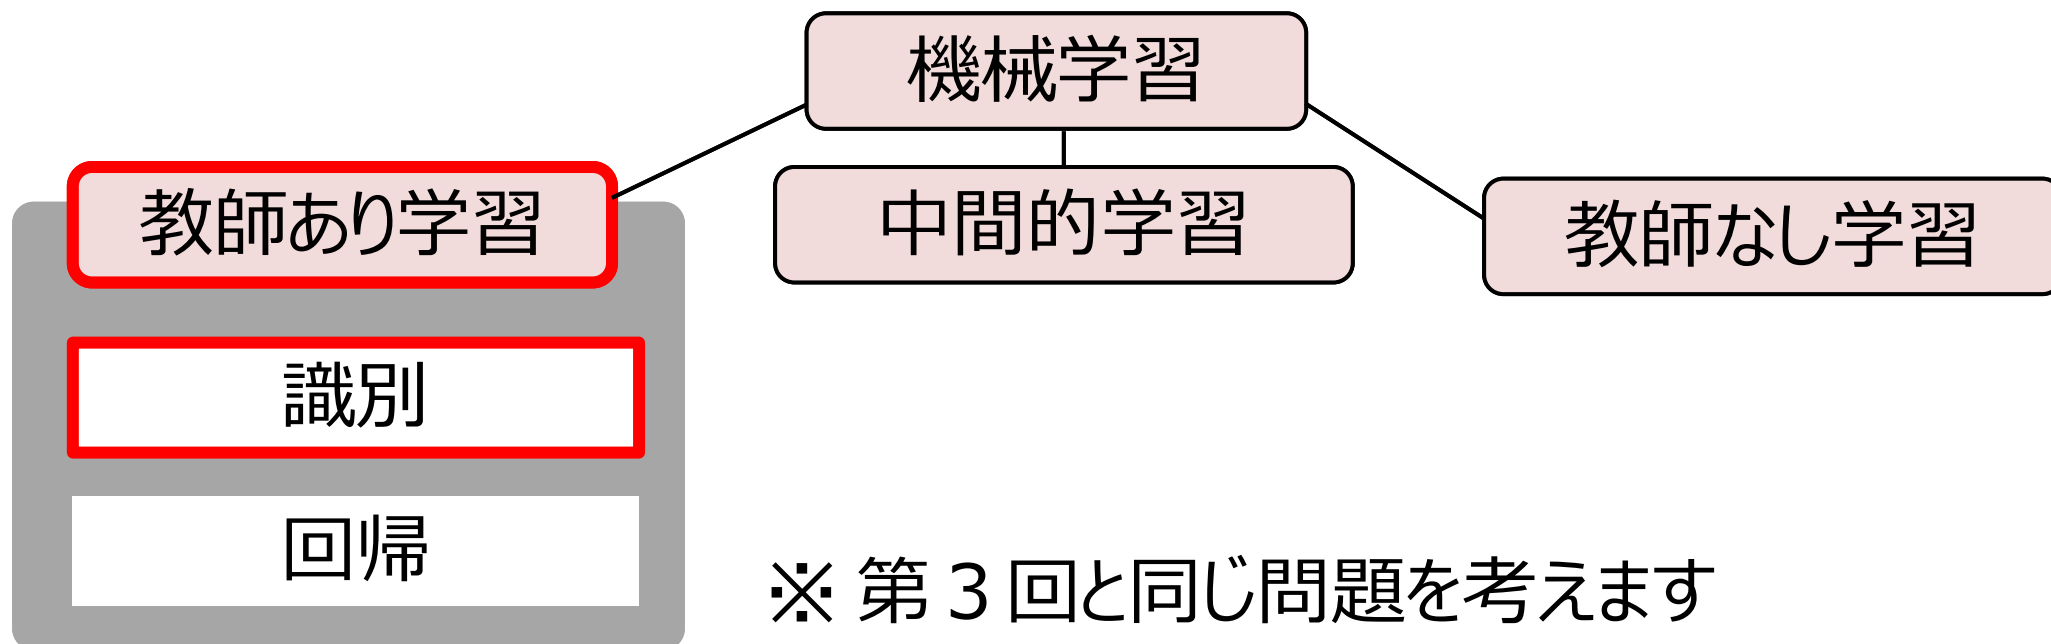 機械学習
教師あり学習
中間的学習
教師なし学習
識別
回帰
※ 第 3 回と同じ問題を考えます